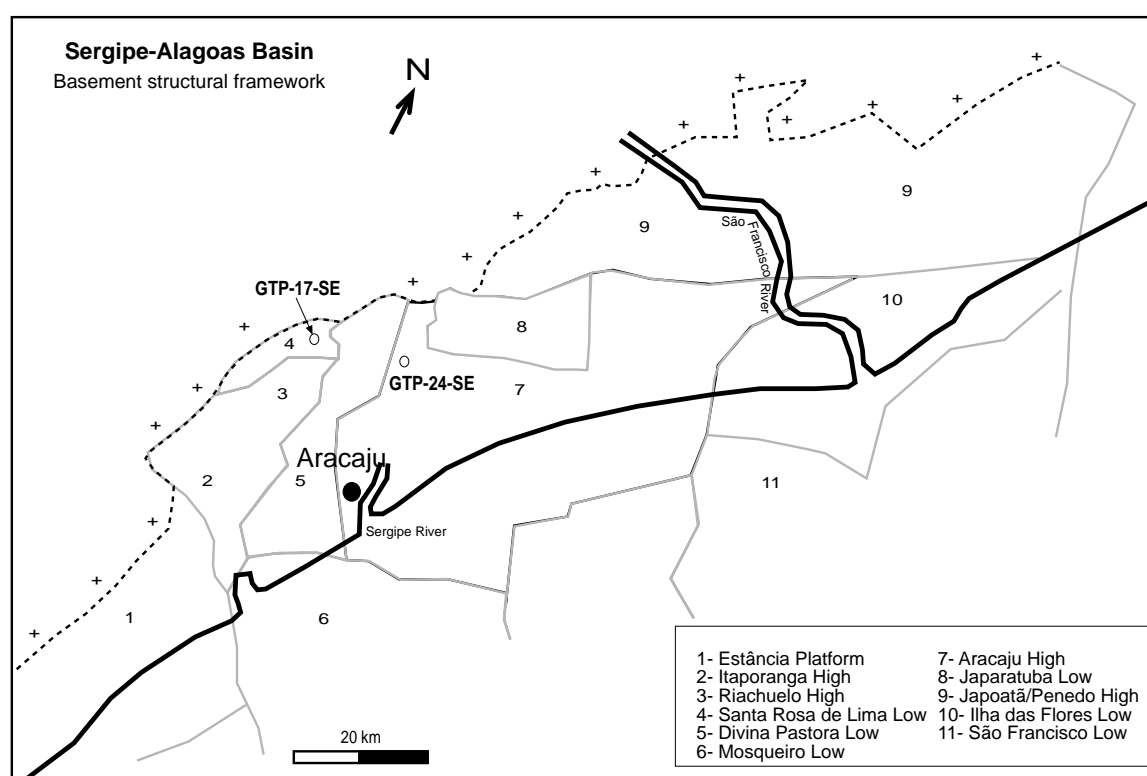 Sergipe-Alagoas Basin
Basement structural framework
N
9
9
São
Francisco River
GTP-17-SE
10
4
8
GTP-24-SE
3
7
Aracaju
2
5
11
Sergipe River
1
6
1- Estância Platform
2- Itaporanga High
3- Riachuelo High
4- Santa Rosa de Lima Low
5- Divina Pastora Low
6- Mosqueiro Low
7- Aracaju High
8- Japaratuba Low
9- Japoatã/Penedo High
10- Ilha das Flores Low
11- São Francisco Low
20 km